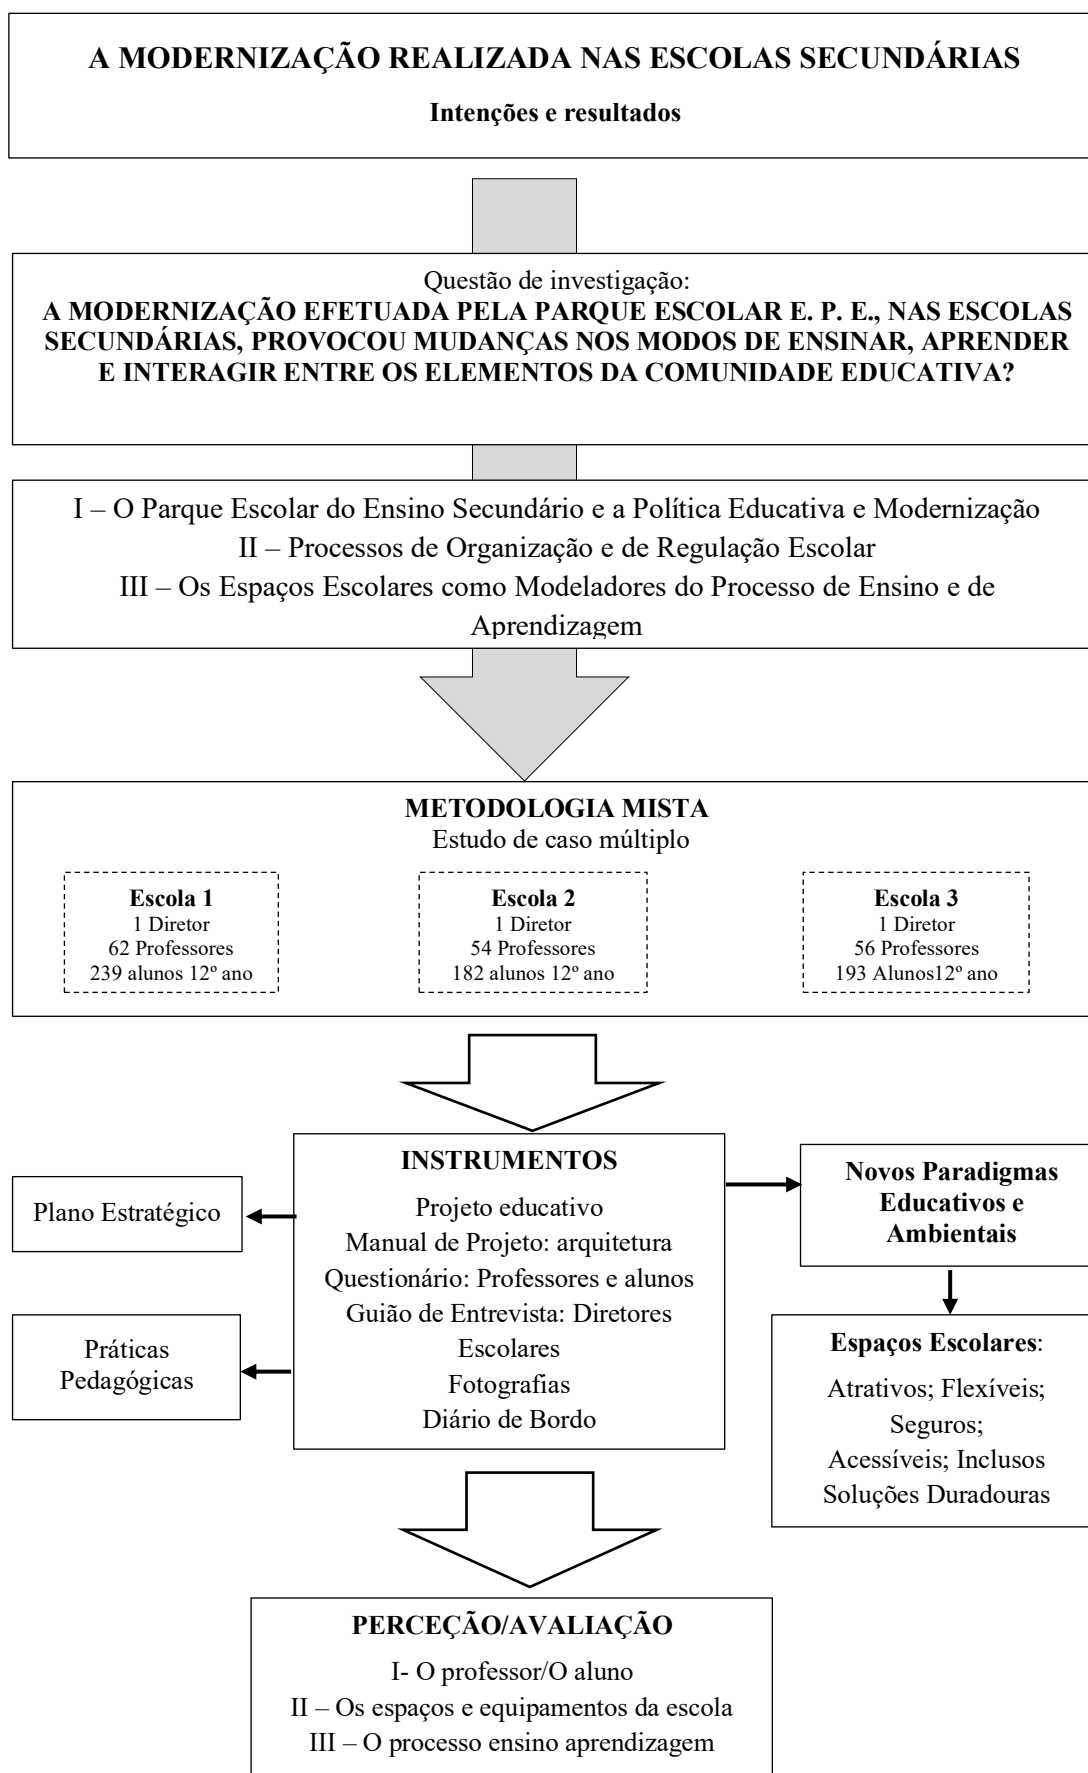 A MODERNIZAÇÃO REALIZADA NAS ESCOLAS SECUNDÁRIAS
Intenções e resultados
Questão de investigação:
A MODERNIZAÇÃO EFETUADA PELA PARQUE ESCOLAR E. P. E., NAS ESCOLAS
SECUNDÁRIAS, PROVOCOU MUDANÇAS NOS MODOS DE ENSINAR, APRENDER
E INTERAGIR ENTRE OS ELEMENTOS DA COMUNIDADE EDUCATIVA?
I – O Parque Escolar do Ensino Secundário e a Política Educativa e Modernização
II – Processos de Organização e de Regulação Escolar
III – Os Espaços Escolares como Modeladores do Processo de Ensino e de
Aprendizagem
METODOLOGIA MISTA
Estudo de caso múltiplo
Escola 1
1 Diretor
62 Professores
239 alunos 12º ano
Escola 2
1 Diretor
54 Professores
182 alunos 12º ano
Escola 3
1 Diretor
56 Professores
193 Alunos12º ano
Plano Estratégico
Práticas
Pedagógicas
INSTRUMENTOS
Projeto educativo
Manual de Projeto: arquitetura
Questionário: Professores e alunos
Guião de Entrevista: Diretores
Escolares
Fotografias
Diário de Bordo
Novos Paradigmas
Educativos e
Ambientais
Espaços Escolares:
Atrativos; Flexíveis;
Seguros;
Acessíveis; Inclusos
Soluções Duradouras
PERCEÇÃO/AVALIAÇÃO
I- O professor/O aluno
II – Os espaços e equipamentos da escola
III – O processo ensino aprendizagem